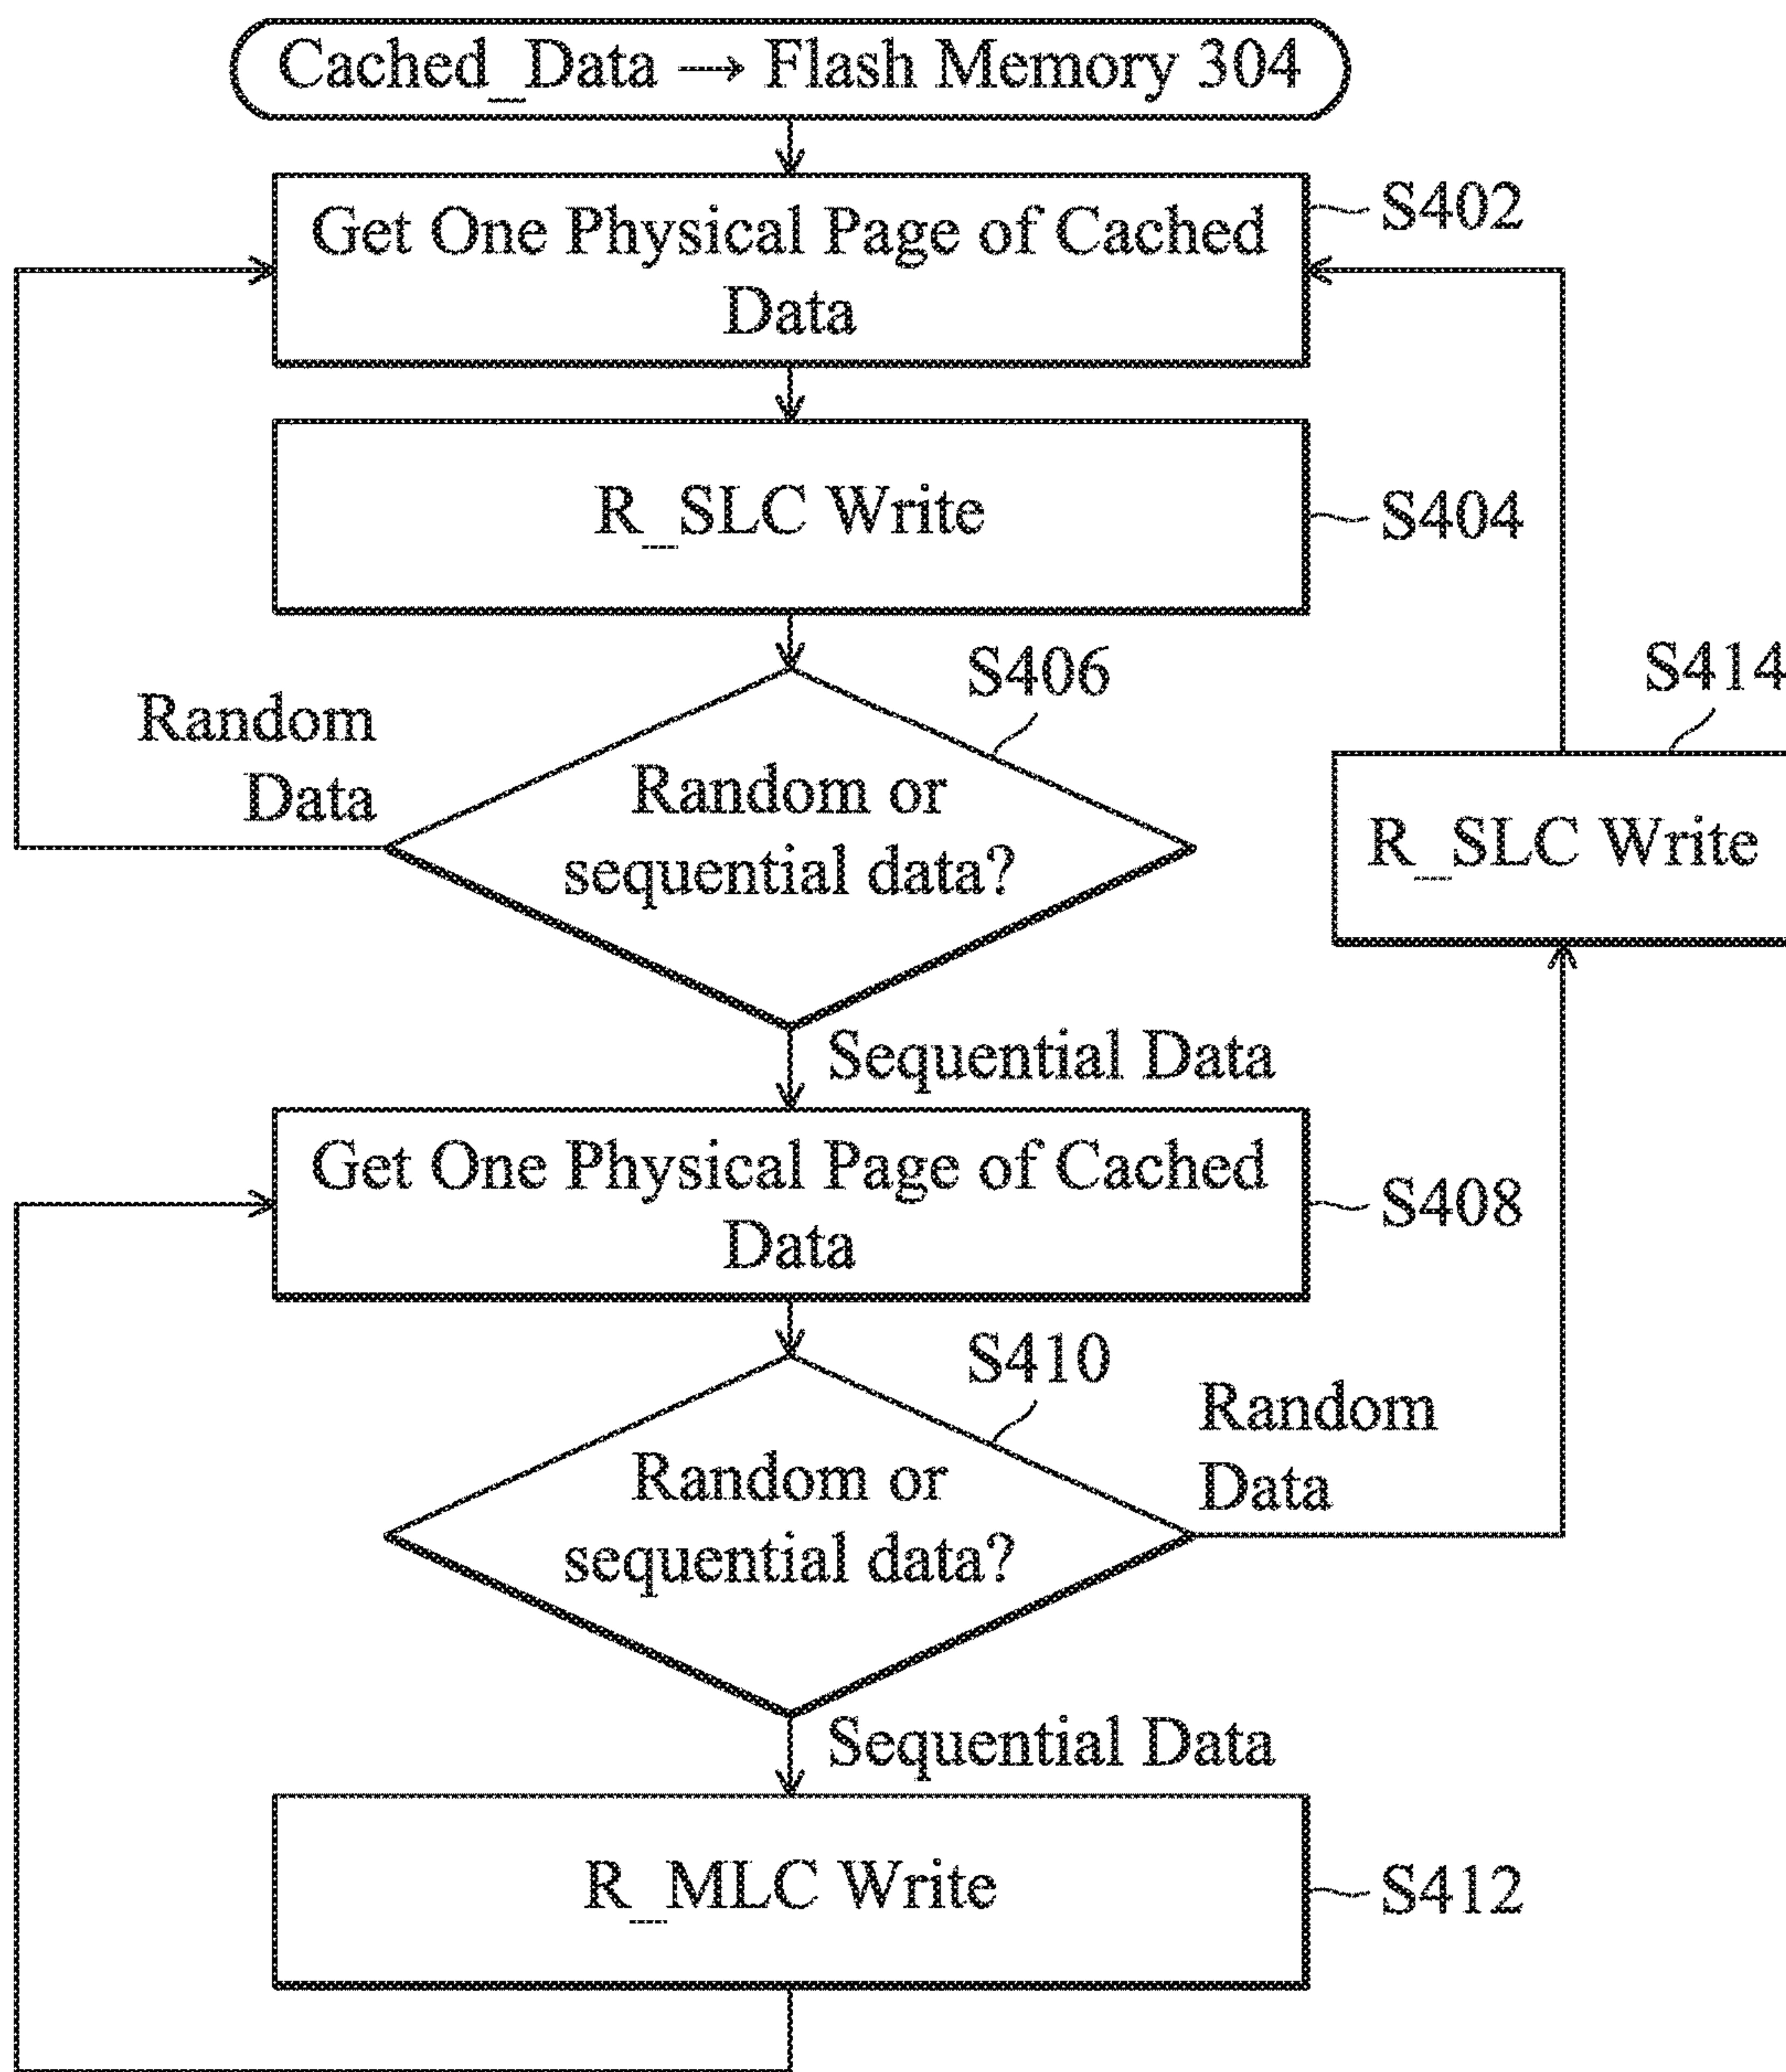 Cached_Data → Flash Memory 304
Get One Physical Page of Cached
Data
S402
R_SLC Write
S404
S406
Random
Data
Random or
sequential data?
S414
R_SLC Write
Sequential Data
Get One Physical Page of Cached
Data
S408
S410
Random or
sequential data?
Random
Data
Sequential Data
R_MLC Write
S412